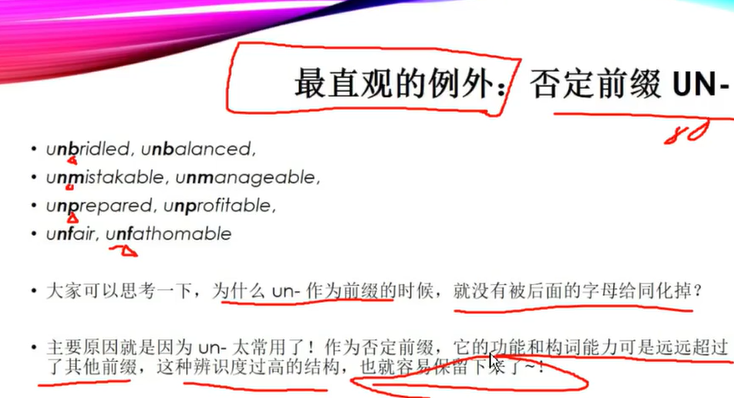 最直观的例外：否定前缀 UN-
80
• unbridled, unbalanced,
• unmistakable, unmanageable,
• unprepared, unprofitable,
• unfair, unfathomable
• 大家可以思考一下，为什么 un- 作为前缀的时候，就没有被后面的字母给同化掉？
• 主要原因就是因为 un- 太常用了！作为否定前缀，它的功能和构词能力可是远远超过
了其他前缀，这种辨识度过高的结构，也就容易保留下来了~！